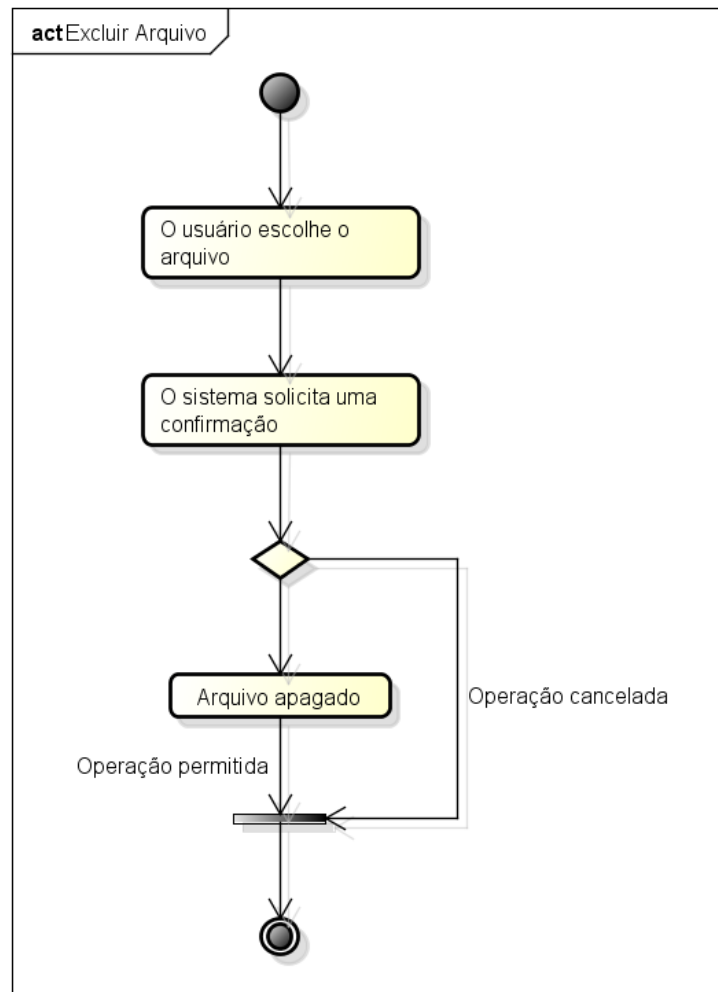 act Excluir Arquivo
O usuário escolhe o
arquivo
O sistema solicita uma
confirmação
Arquivo apagado
Operação cancelada
Operação permitida